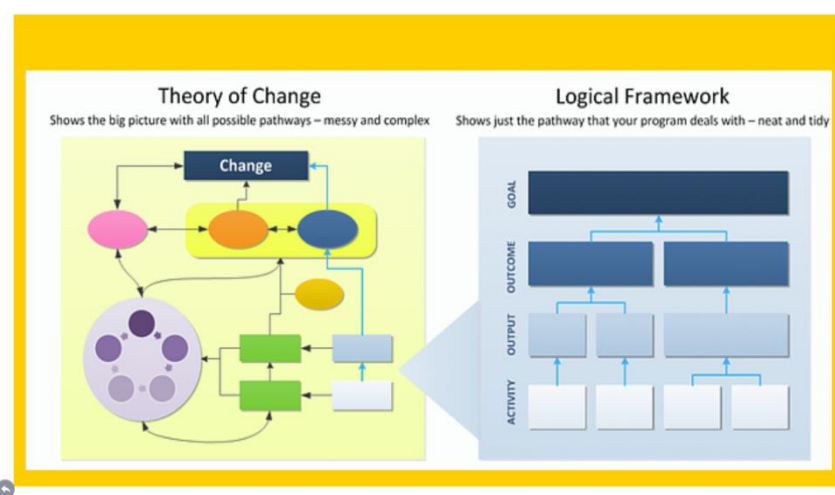 Theory of Change
Shows the big picture with all possible pathways – messy and complex
Change
Logical Framework
Shows just the pathway that your program deals with – neat and tidy
GOAL
OUTCOME
OUTPUT
ACTIVITY